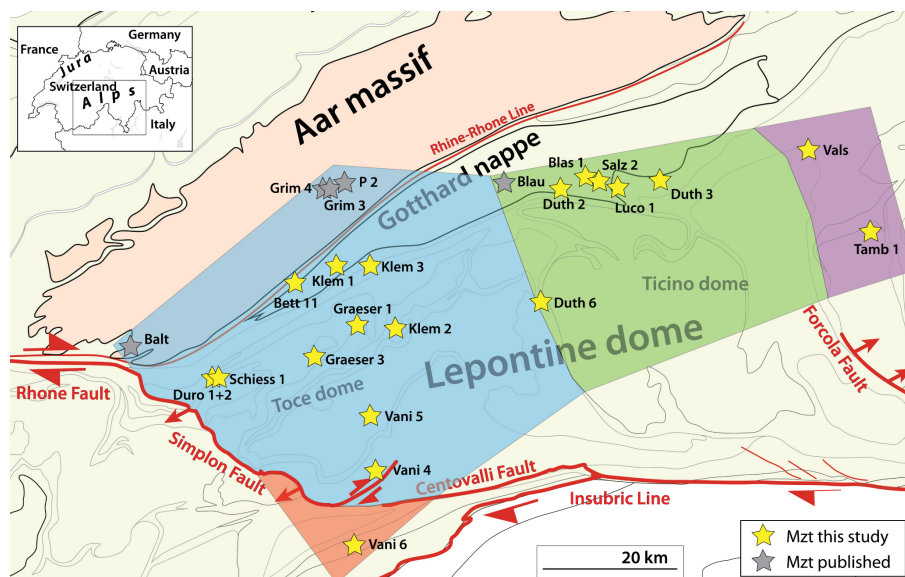 France
Germany
Jura
Switzerland
Austria
Alps
Italy
Aar massif
Rhine-Rhone Line
Gotthard nappe
Grim 4
P 2
Grim 3
Blau
Blas 1
Salz 2
Duth 2
Luco 1
Duth 3
Vals
Tamb 1
Klem 1
Klem 3
Bett 11
Graeser 1
Klem 2
Graeser 3
Duth 6
Ticino dome
Lepontine dome
Toce dome
Balt
Rhone Fault
Schiess 1
Duro 1+2
Simplon Fault
Vani 5
Vani 4
Vani 6
Centovalli Fault
Insubric Line
Forcola Fault
20 km
Mzt this study
Mzt published